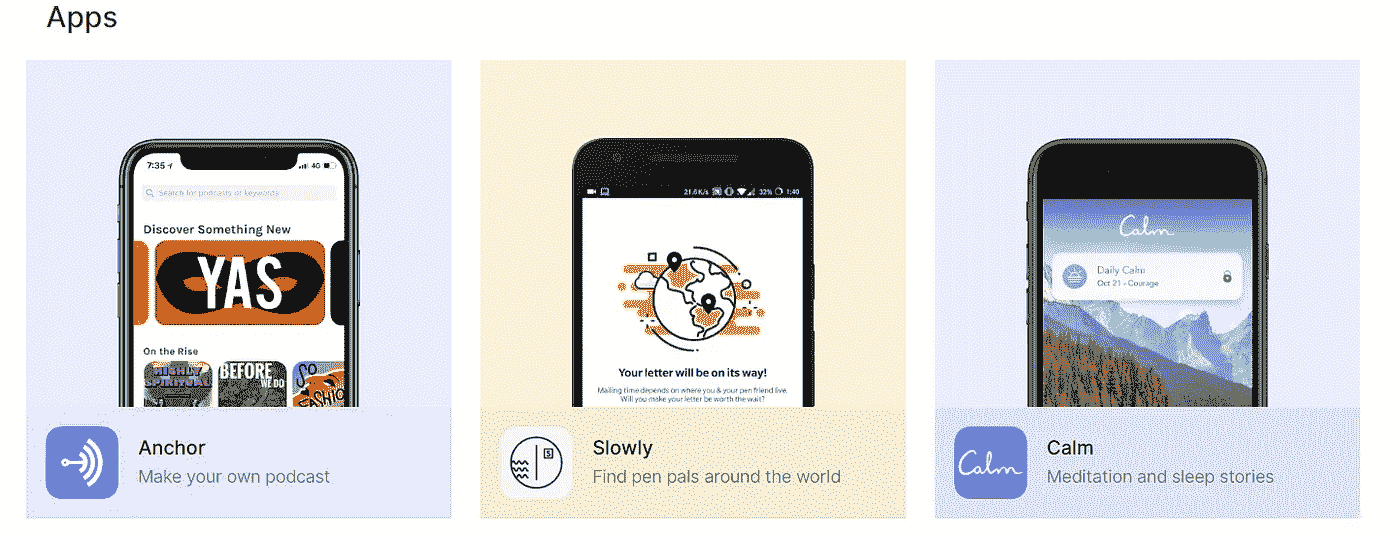 Apps
7:35
4G
Search for podcasts or keywords
Discover Something New
YAS
On the Rise
HIGHLY
SPIRITUAL
BEFORE
WE DO
SO
FASHIO
Anchor
Make your own podcast
21.6K/s
32%
1:40
Your letter will be on its way!
Mailing time depends on where you & your pen friend live.
Will you make your letter be worth the wait?
S
Slowly
Find pen pals around the world
Calm
Daily Calm
Oct 21 - Courage
Calm
Calm
Meditation and sleep stories